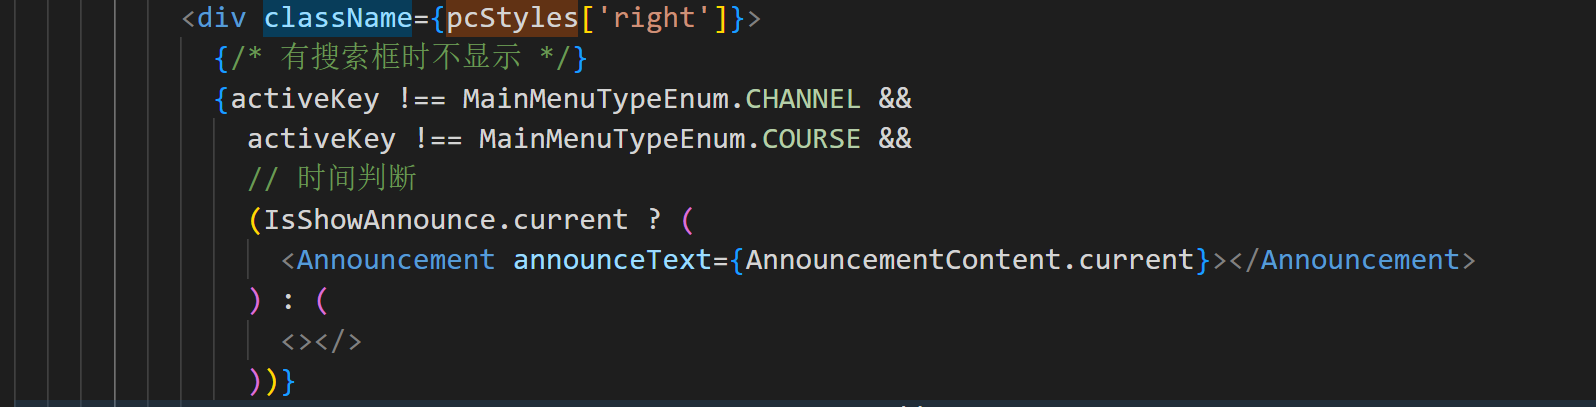 <div className={pcStyles['right']}>
{/* 有搜索框时不显示 */}
{activeKey !== MainMenuTypeEnum.CHANNEL &&
activeKey !== MainMenuTypeEnum.COURSE &&
// 时间判断
(IsShowAnnounce.current ? (
<Announcement announceText={AnnouncementContent.current}></Announcement>
) : (
<></>
))}